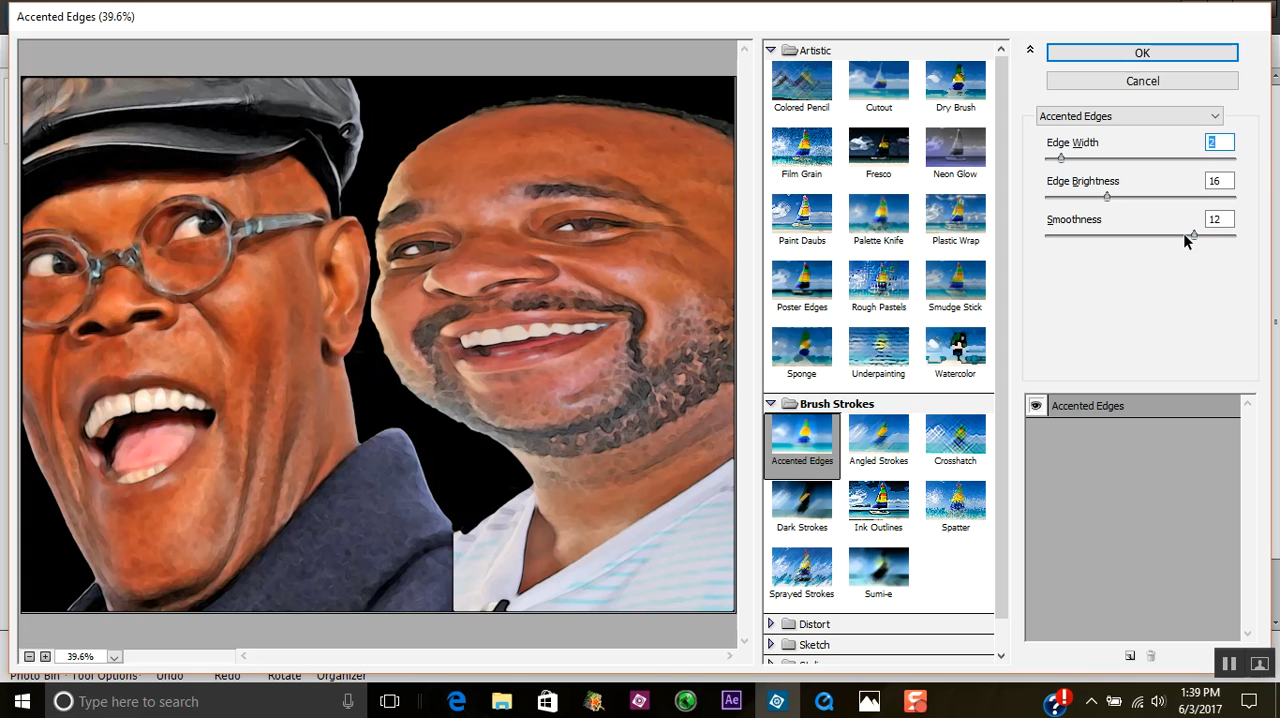 Accented Edges (39.6%)
Artistic
Colored Pencil
Cutout
Dry Brush
Film Grain
Fresco
Neon Glow
Paint Daubs
Palette Knife
Plastic Wrap
Poster Edges
Rough Pastels
Smudge Stick
Sponge
Underpainting
Watercolor
Brush Strokes
Accented Edges
Angled Strokes
Crosshatch
Dark Strokes
Ink Outlines
Spatter
Sprayed Strokes
Sumi-e
Distort
Sketch
OK
Cancel
Accented Edges
Edge Width 2
Edge Brightness 16
Smoothness 12
Accented Edges
39.6%
Photo Bin Tool Options Undo Redo Rotate Organizer
Type here to search
Ae
1:39 PM
6/3/2017